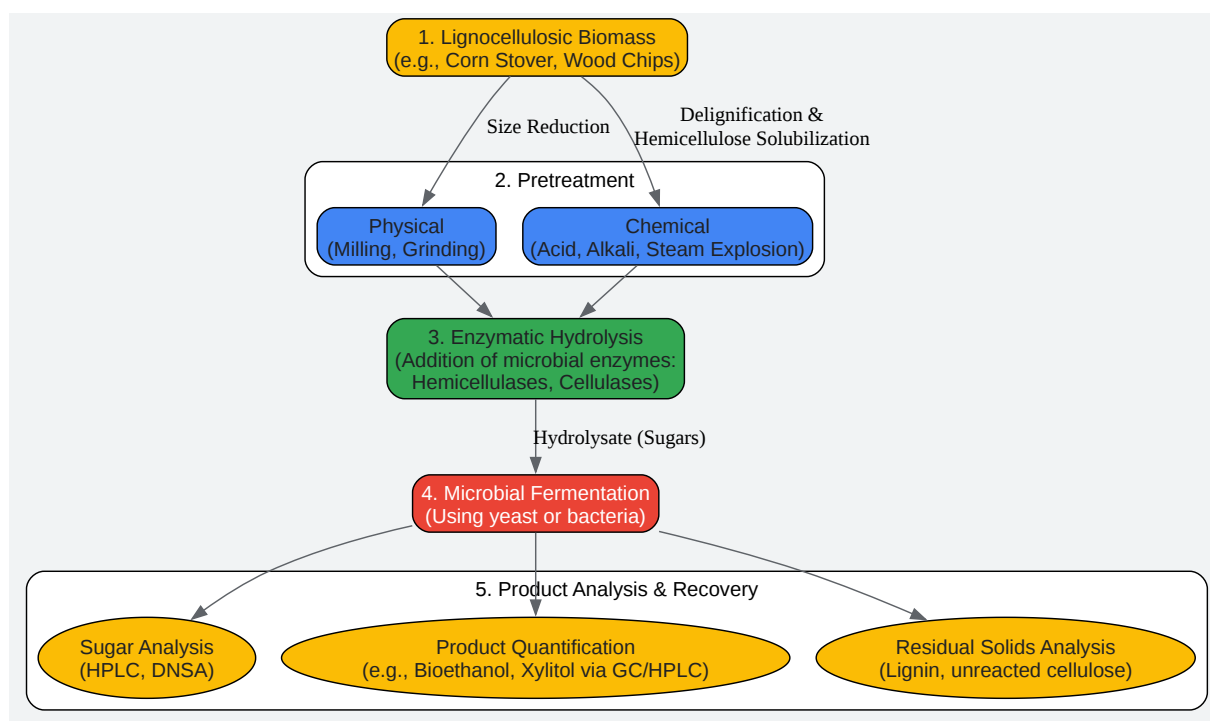 1. Lignocellulosic Biomass
(e.g., Corn Stover, Wood Chips)
Size Reduction
Delignification &
Hemicellulose Solubilization
2. Pretreatment
Physical
(Milling, Grinding)
Chemical
(Acid, Alkali, Steam Explosion)
3. Enzymatic Hydrolysis
(Addition of microbial enzymes:
Hemicellulases, Cellulases)
Hydrolysate (Sugars)
4. Microbial Fermentation
(Using yeast or bacteria)
5. Product Analysis & Recovery
Sugar Analysis
(HPLC, DNSA)
Product Quantification
(e.g., Bioethanol, Xylitol via GC/HPLC)
Residual Solids Analysis
(Lignin, unreacted cellulose)